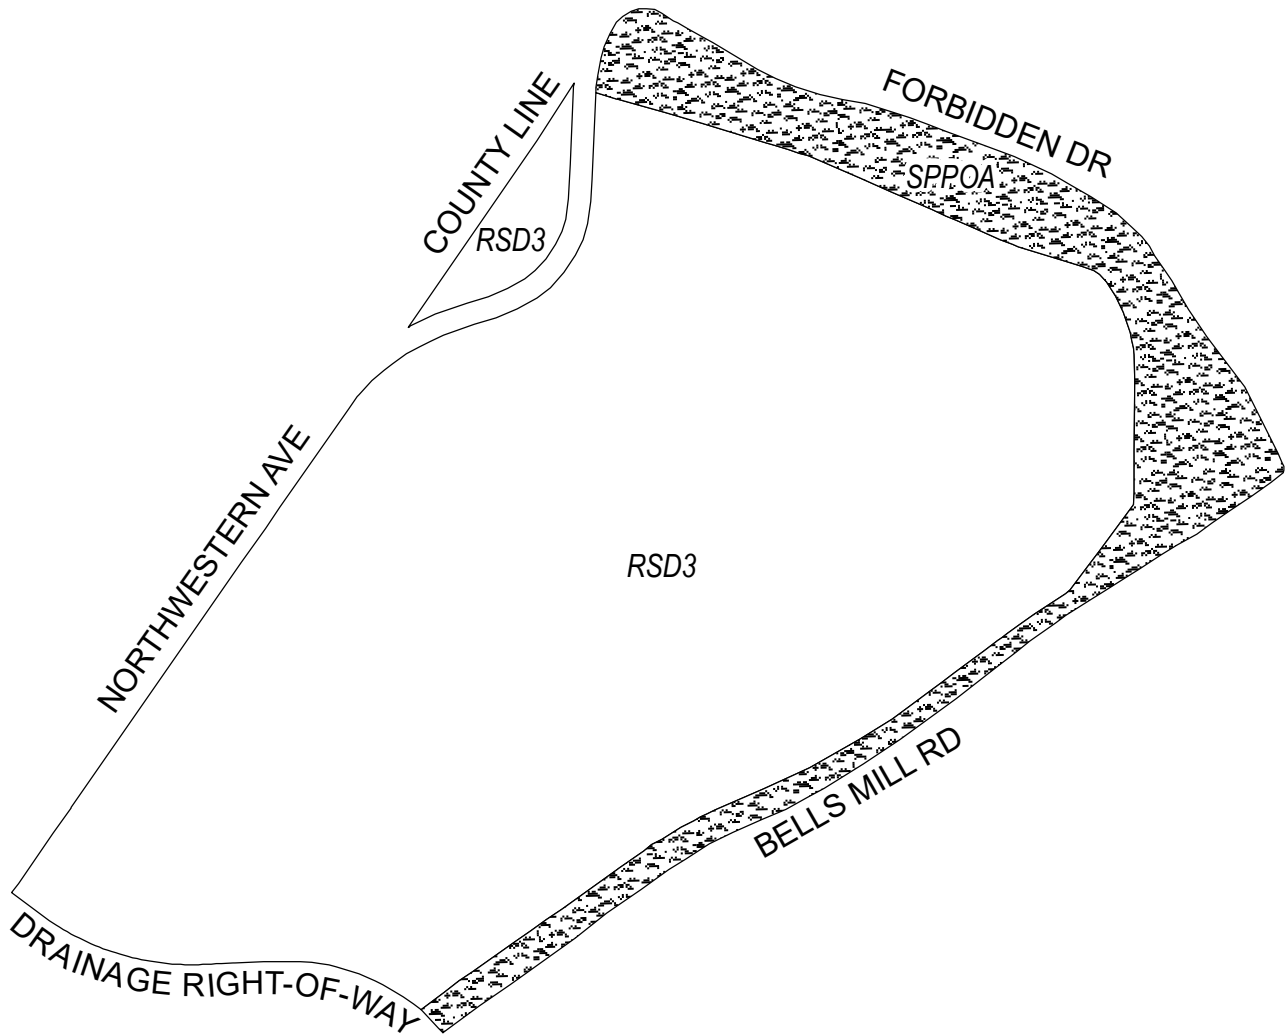 FORBIDDEN DR
COUNTY LINE
SPPOA
RSD3
NORTHWESTERN AVE
RSD3
BELLS MILL RD
DRAINAGE RIGHT-OF-WAY